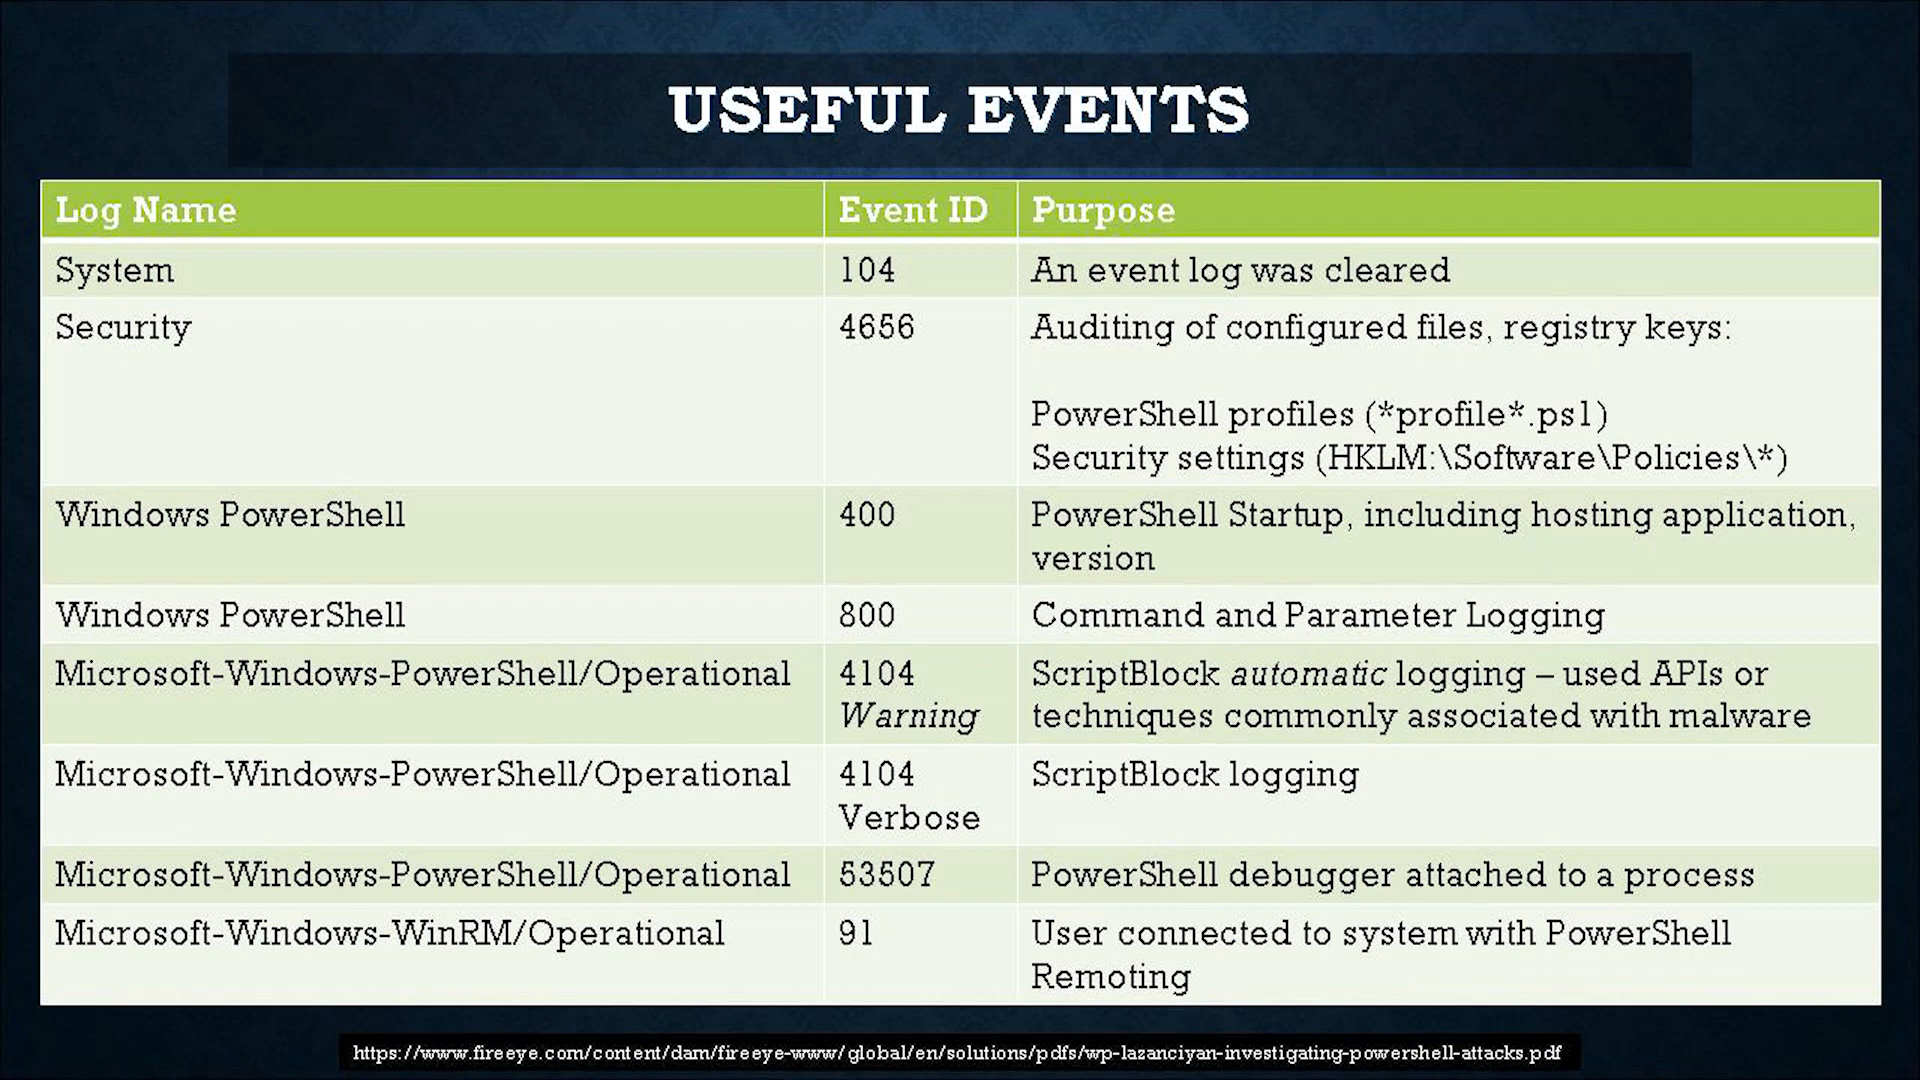 USEFUL EVENTS
Log Name Event ID Purpose
System 104 An event log was cleared
Security 4656 Auditing of configured files, registry keys:
PowerShell profiles (*profile*.ps1)
Security settings (HKLM:\Software\Policies\*)
Windows PowerShell 400 PowerShell Startup, including hosting application,
version
Windows PowerShell 800 Command and Parameter Logging
Microsoft-Windows-PowerShell/Operational 4104 ScriptBlock automatic logging – used APIs or
Warning techniques commonly associated with malware
Microsoft-Windows-PowerShell/Operational 4104 ScriptBlock logging
Verbose
Microsoft-Windows-PowerShell/Operational 53507 PowerShell debugger attached to a process
Microsoft-Windows-WinRM/Operational 91 User connected to system with PowerShell
Remoting
https://www.fireeye.com/content/dam/fireeye-www/global/en/solutions/pdfs/wp-lazanciyan-investigating-powershell-attacks.pdf